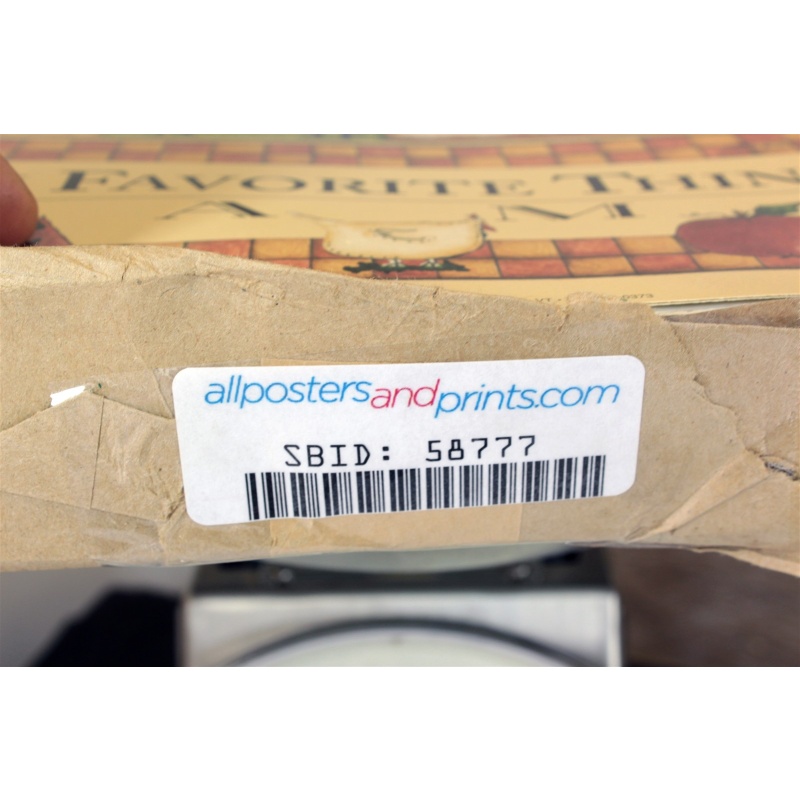 FAVORITE THIN
A M
allpostersandprints.com
SBID: 58777